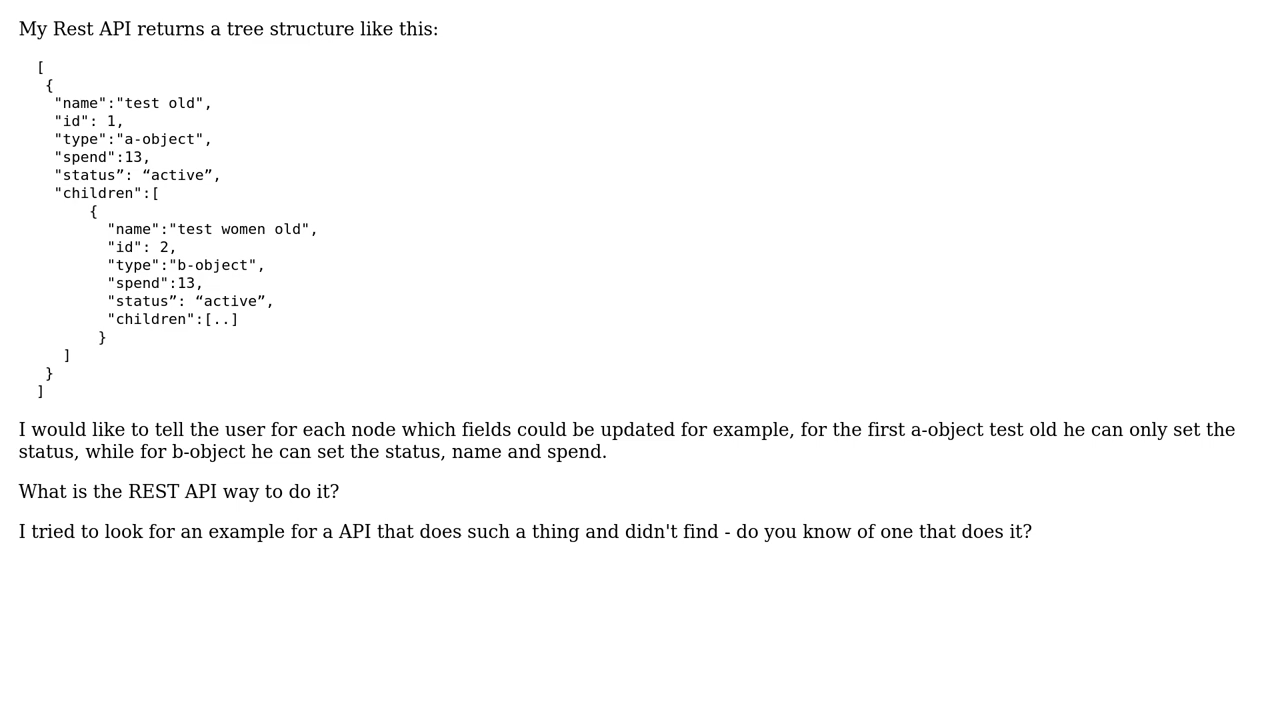 My Rest API returns a tree structure like this:
[
{
"name":"test old",
"id": 1,
"type":"a-object",
"spend":13,
"status”: “active”,
"children":[
{
"name":"test women old",
"id": 2,
"type":"b-object",
"spend":13,
"status”: “active”,
"children":[..]
}
]
}
]
I would like to tell the user for each node which fields could be updated for example, for the first a-object test old he can only set the
status, while for b-object he can set the status, name and spend.
What is the REST API way to do it?
I tried to look for an example for a API that does such a thing and didn't find - do you know of one that does it?